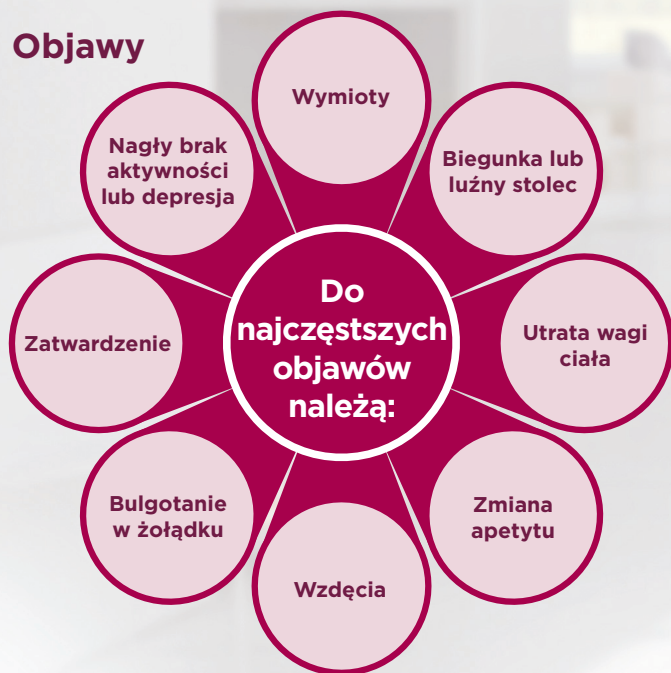 Objawy
Do
najczęstszych
objawów
należą:
Wymioty
Biegunka lub
luźny stolec
Utrata wagi
ciała
Zmiana
apetytu
Wzdęcia
Bulgotanie
w żołądku
Zatwardzenie
Nagły brak
aktywności
lub depresja